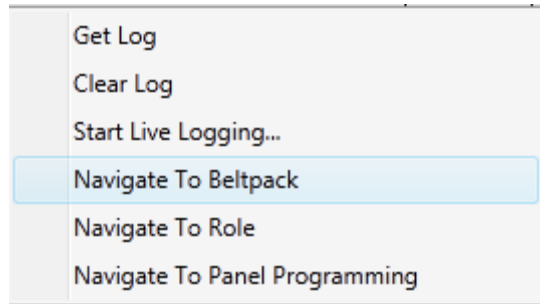 Get Log
Clear Log
Start Live Logging...
Navigate To Beltpack
Navigate To Role
Navigate To Panel Programming